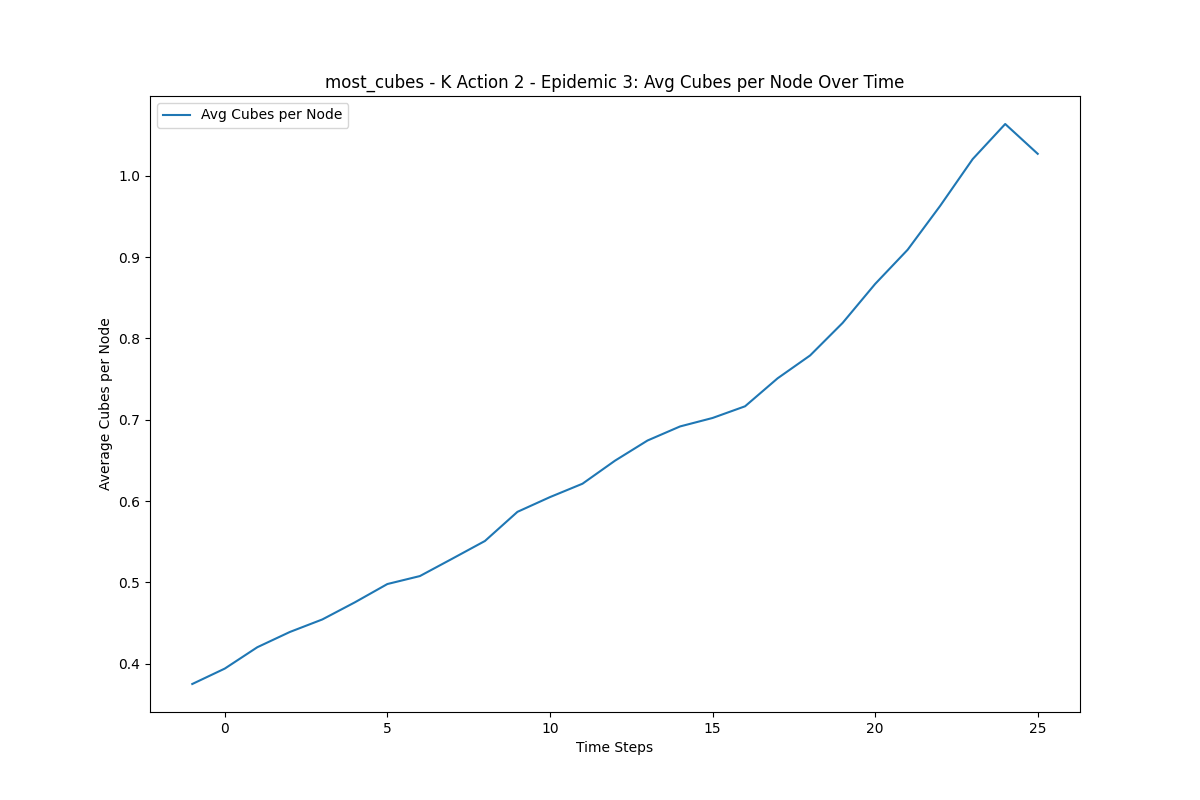 most_cubes - K Action 2 - Epidemic 3: Avg Cubes per Node Over Time
Avg Cubes per Node
1.0
0.9
0.8
0.7
0.6
0.5
0.4
Average Cubes per Node
0 5 10 15 20 25
Time Steps